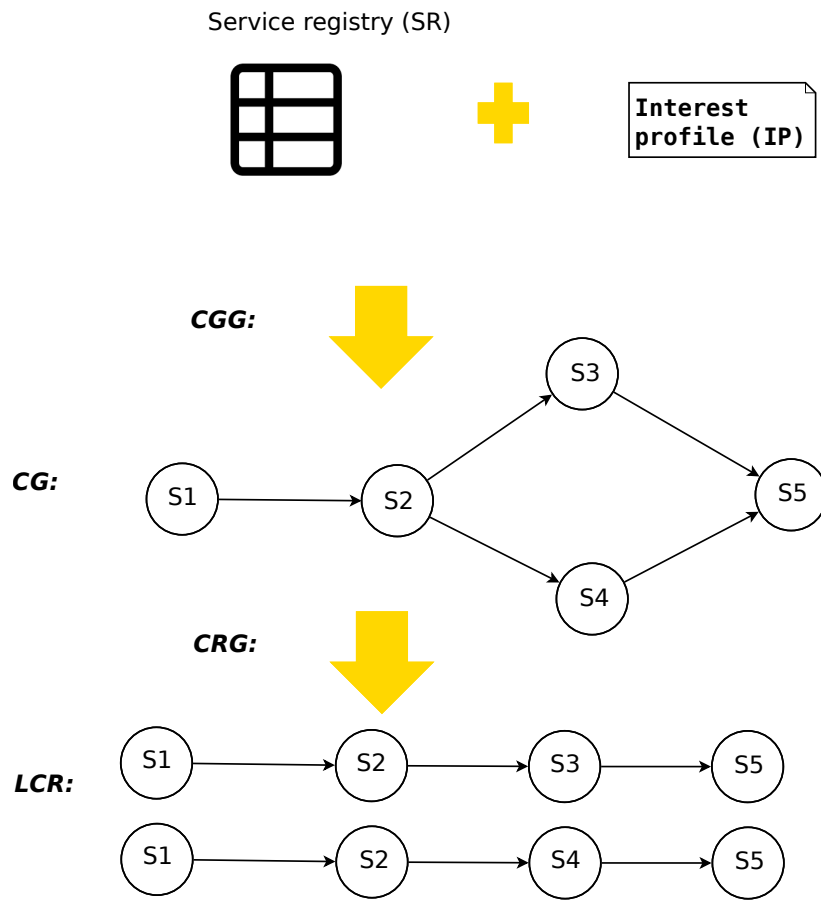 Service registry (SR)
Interest
profile (IP)
CGG:
S3
CG:
S1
S2
S5
S4
CRG:
LCR:
S1
S2
S3
S5
S1
S2
S4
S5